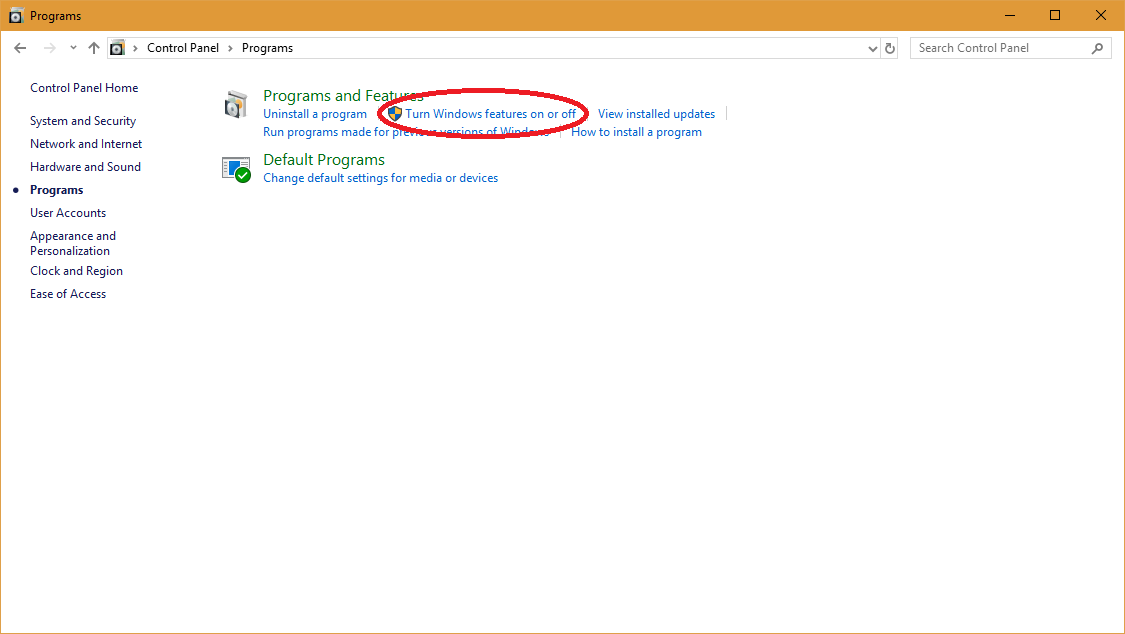 Programs
Control Panel > Programs
Search Control Panel
Control Panel Home
System and Security
Network and Internet
Hardware and Sound
Programs
User Accounts
Appearance and
Personalization
Clock and Region
Ease of Access
Programs and Features
Uninstall a program
Turn Windows features on or off
View installed updates
Run programs made for previous versions of Windows
How to install a program
Default Programs
Change default settings for media or devices